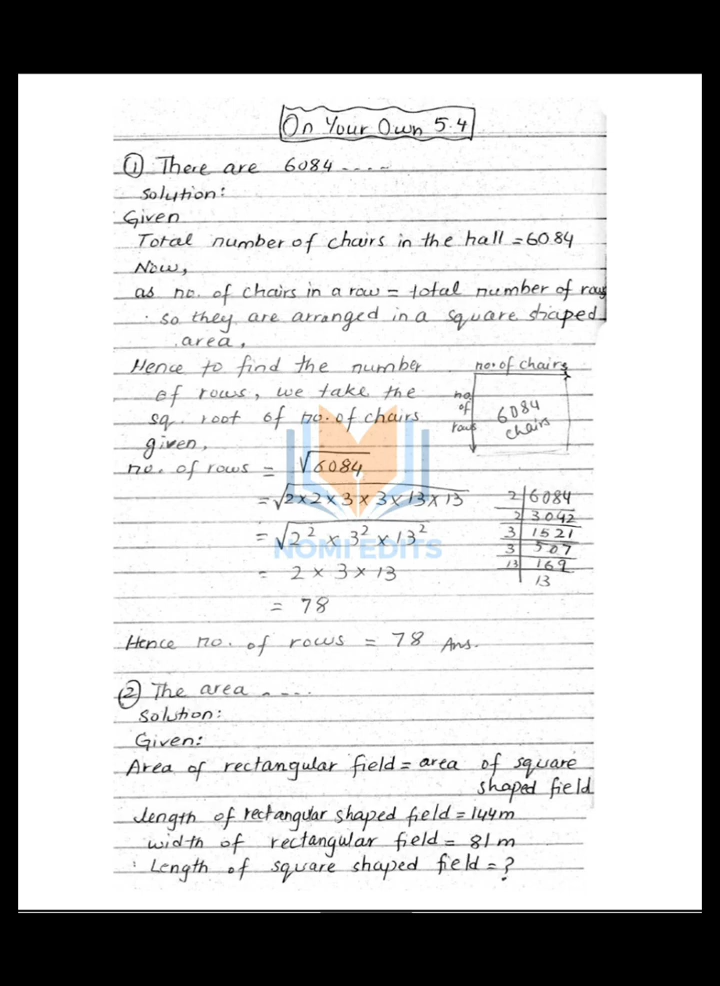 On Your Own 5.4
① There are 6084 .....
Solution:
Given
Total number of chairs in the hall = 6084
Now,
as no. of chairs in a row = total number of rows
so they are arranged in a square shaped
area.
Hence to find the number
of rows, we take the
sq. root of no. of chairs
given.
no. of chairs
no. of rows
6084 chairs
no. of rows = √6084
= √2×2×3×3×13×13
= √2² × 3² × 13²
= 2 × 3 × 13
= 78
2 | 6084
2 | 3042
3 | 1521
3 | 507
13 | 169
13
NOMI EDITS
Hence no. of rows = 78 Ans.
② The area .....
Solution:
Given:
Area of rectangular field = area of square
shaped field
length of rectangular shaped field = 144m
width of rectangular field = 81m
Length of square shaped field = ?